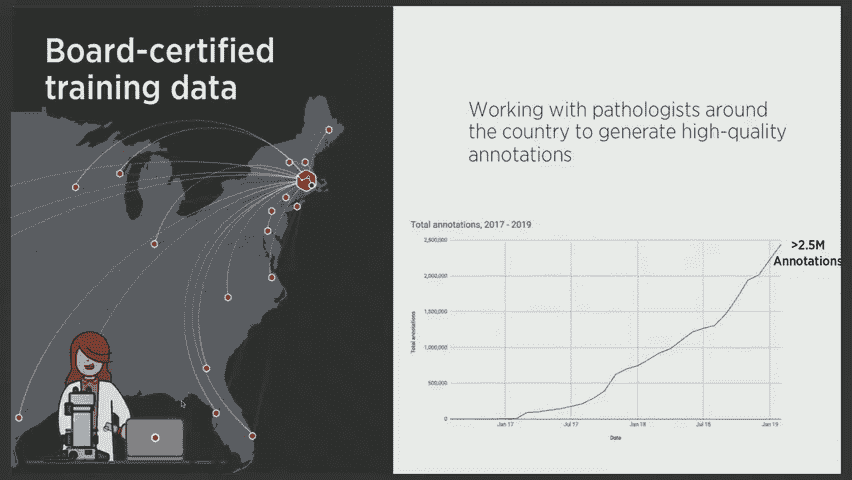 Board-certified
training data
Working with pathologists around
the country to generate high-quality
annotations
Total annotations, 2017 - 2019
>2.5M
Annotations
2,500,000
2,000,000
1,500,000
1,000,000
500,000
0
Total annotations
Jan 17
Jul 17
Jan 18
Jul 18
Jan 19
Date